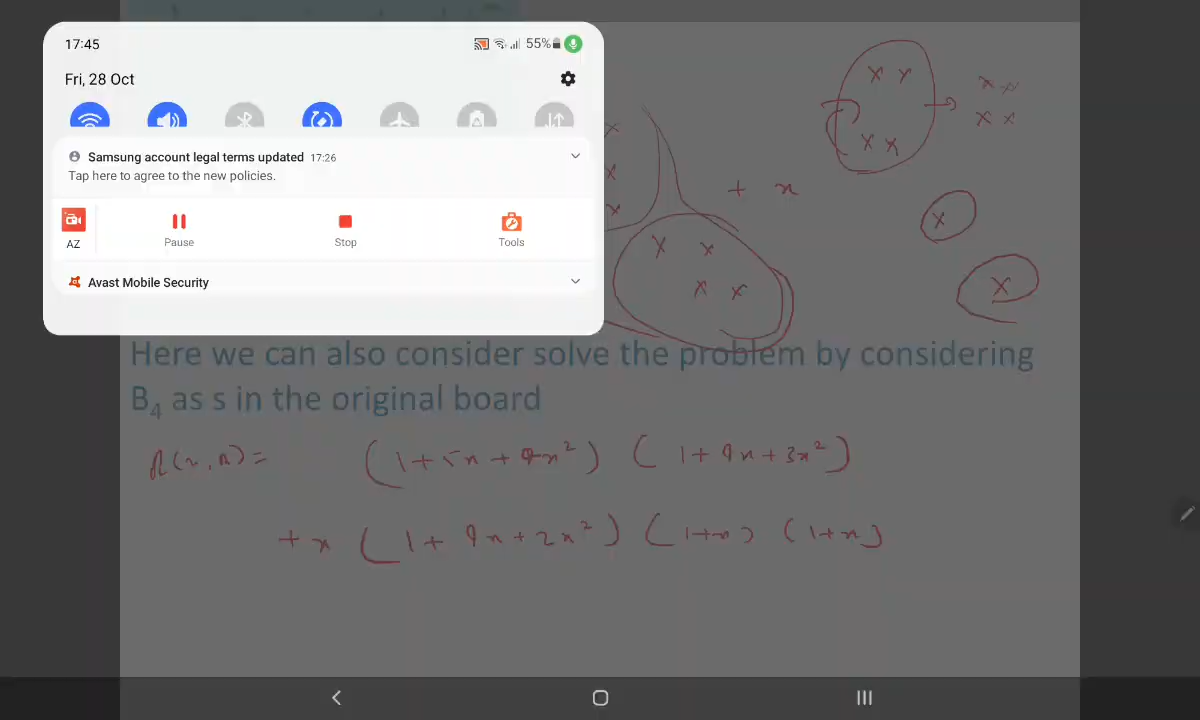 17:45
55%
Fri, 28 Oct
Samsung account legal terms updated 17:26
Tap here to agree to the new policies.
AZ
Pause
Stop
Tools
Avast Mobile Security
x x x x
x x x x
x
x
x
+ x
x
x x
x x
x
Here we can also consider solve the problem by considering
B₄ as s in the original board
R(x, n) = (1+5x+4x²) (1+4x+3x²)
+ x (1+4x+2x²) (1+x) (1+x)